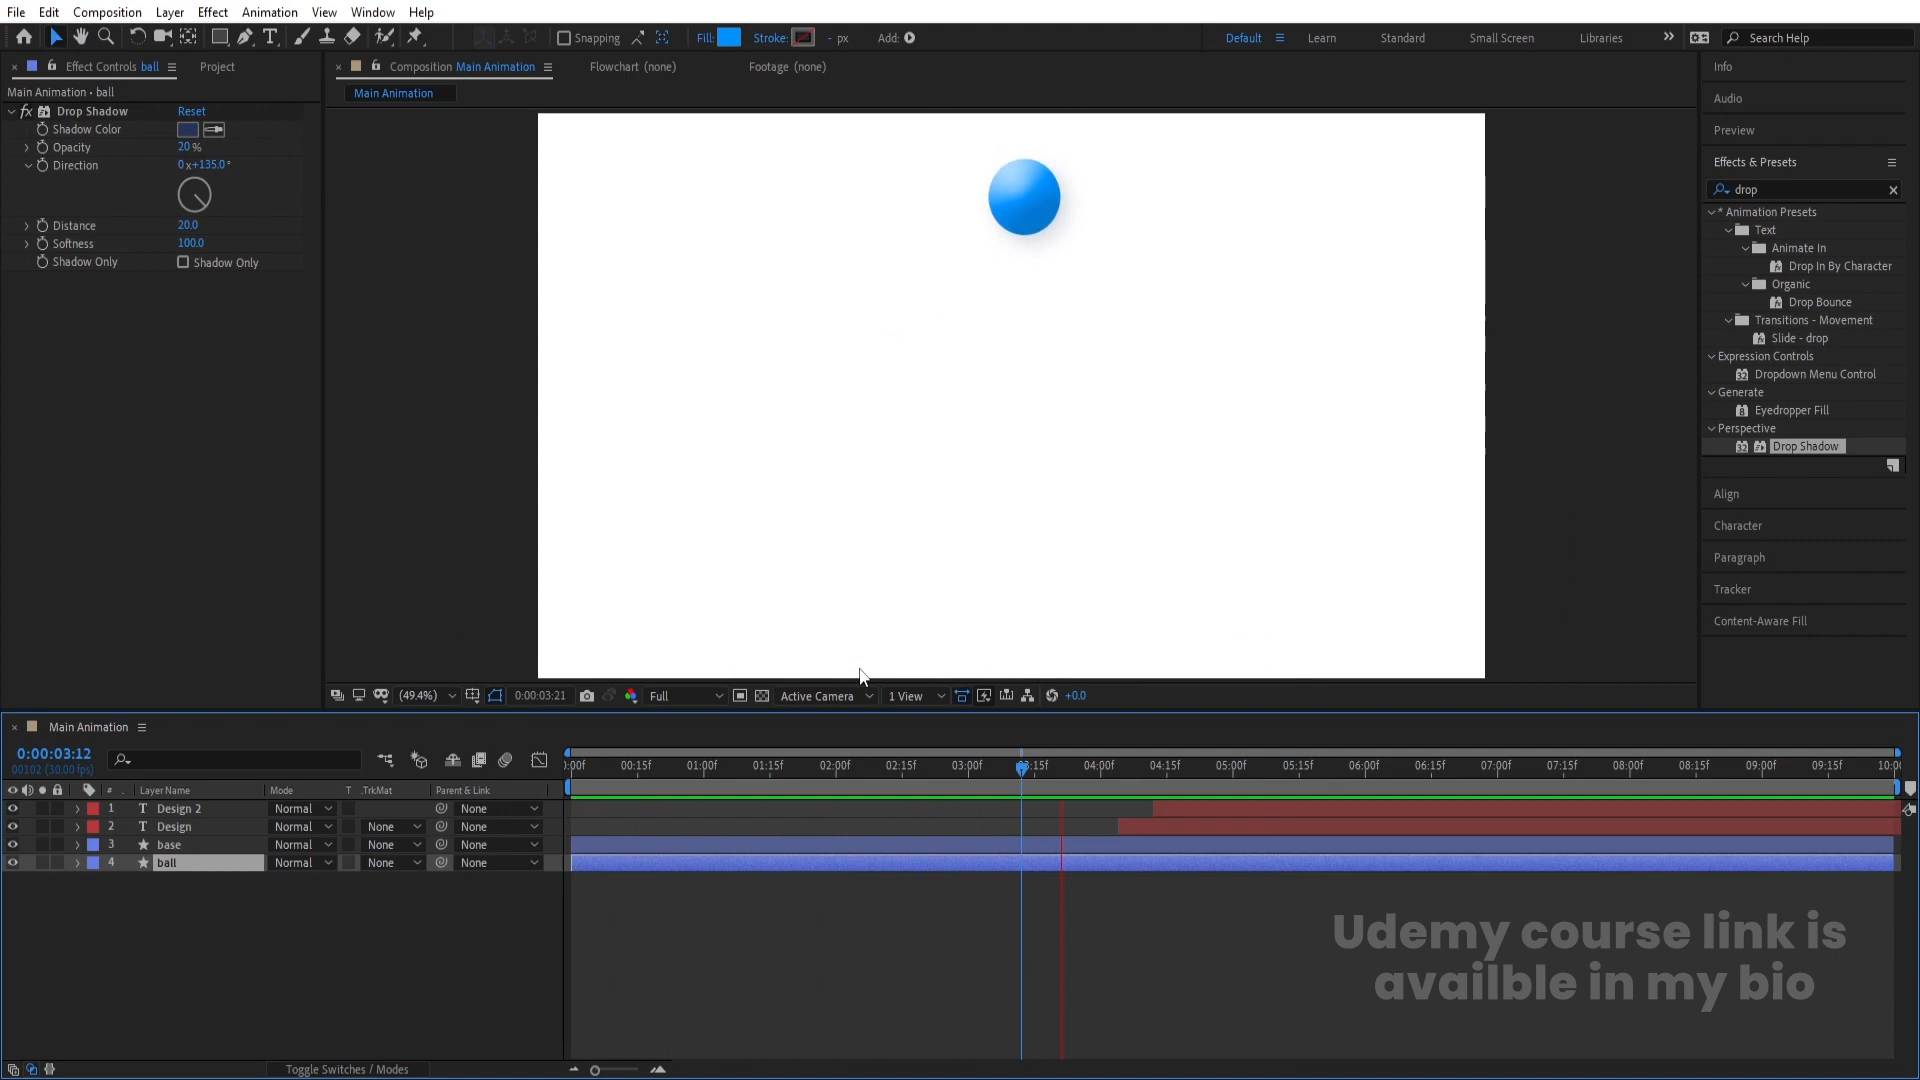 File Edit Composition Layer Effect Animation View Window Help
Snapping Fill: Stroke: - px Add: Default Learn Standard Small Screen Libraries Search Help
Effect Controls ball Project
Composition Main Animation Flowchart (none) Footage (none)
Main Animation • ball
Main Animation
fx Drop Shadow Reset
Shadow Color
Opacity 20 %
Direction 0 x+135.0 °
Distance 20.0
Softness 100.0
Shadow Only Shadow Only
Info
Audio
Preview
Effects & Presets
drop
* Animation Presets
Text
Animate In
Drop In By Character
Organic
Drop Bounce
Transitions - Movement
Slide - drop
Expression Controls
32 Dropdown Menu Control
Generate
8 Eyedropper Fill
Perspective
32 Drop Shadow
Align
Character
Paragraph
Tracker
Content-Aware Fill
(49.4%) 0:00:03:21 Full Active Camera 1 View +0.0
Main Animation
0:00:03:12
00102 (30.00 fps)
:00f 00:15f 01:00f 01:15f 02:00f 02:15f 03:00f 03:15f 04:00f 04:15f 05:00f 05:15f 06:00f 06:15f 07:00f 07:15f 08:00f 08:15f 09:00f 09:15f 10:00
# Layer Name Mode T .TrkMat Parent & Link
1 T Design 2 Normal None
2 T Design Normal None None
3 base Normal None None
4 ball Normal None None
Udemy course link is
availble in my bio
Toggle Switches / Modes